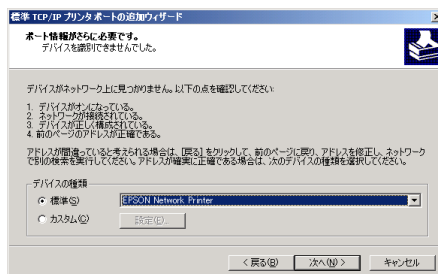 標準 TCP/IP プリンタ ポートの追加ウィザード
ポート情報がさらに必要です。
デバイスを識別できませんでした。
デバイスがネットワーク上に見つかりません。以下の点を確認してください:
1. デバイスがオンになっている。
2. ネットワークが接続されている。
3. デバイスが正しく構成されている。
4. 前のページのアドレスが正確である。
アドレスが間違っていると考えられる場合は、[戻る] をクリックして、前のページに戻り、アドレスを修正し、ネットワーク
で別の検索を実行してください。アドレスが確実に正確である場合は、次のデバイスの種類を選択してください。
デバイスの種類
標準(S)
EPSON Network Printer
カスタム(C)
設定(E)...
< 戻る(B)
次へ(N) >
キャンセル